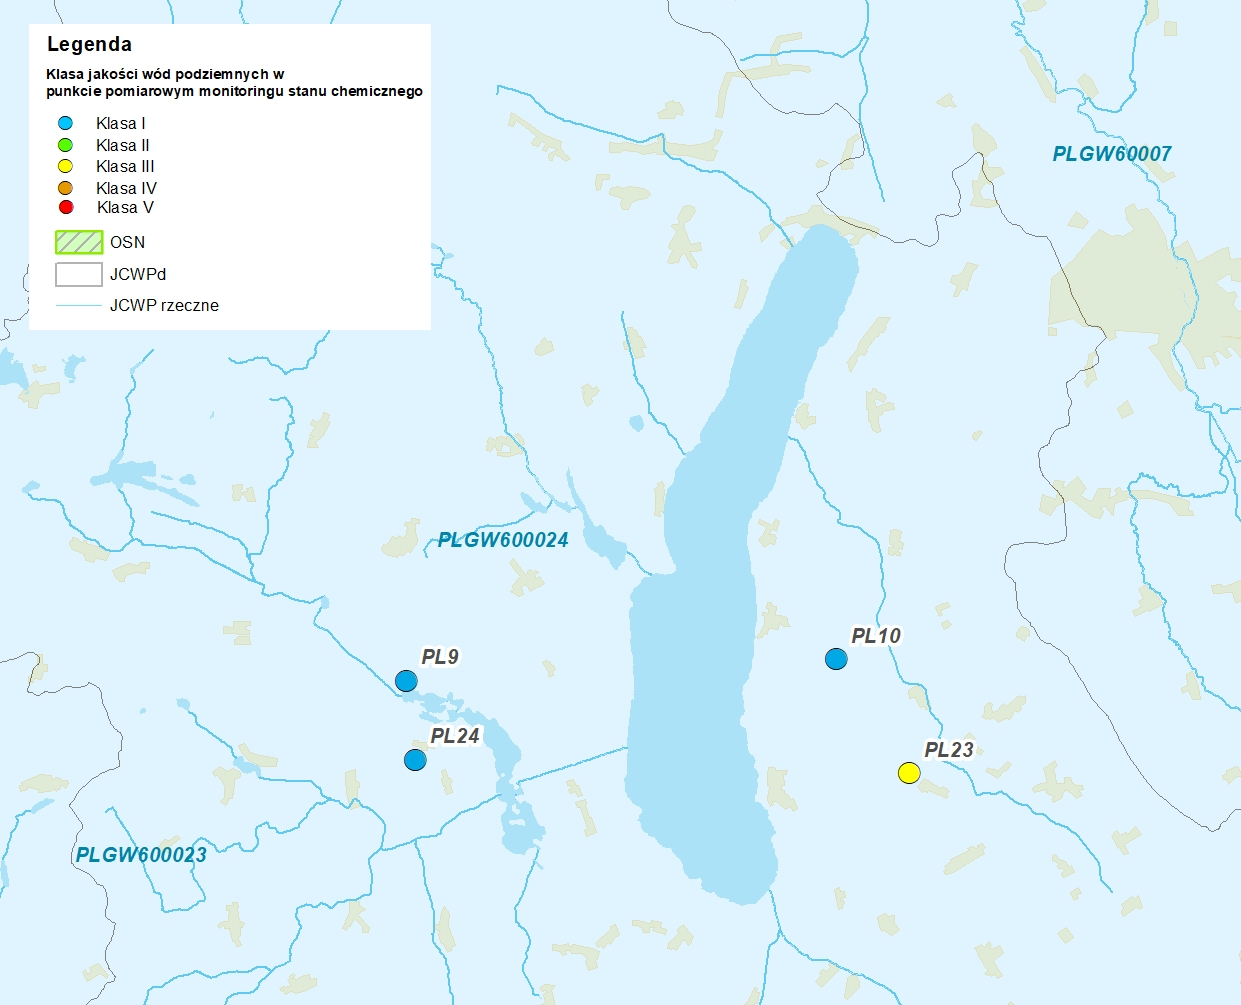 Legenda
Klasa jakości wód podziemnych w
punkcie pomiarowym monitoringu stanu chemicznego
Klasa I
Klasa II
Klasa III
Klasa IV
Klasa V
OSN
JCWPd
JCWP rzeczne
PLGW60007
PLGW600024
PL10
PL9
PL24
PL23
PLGW600023